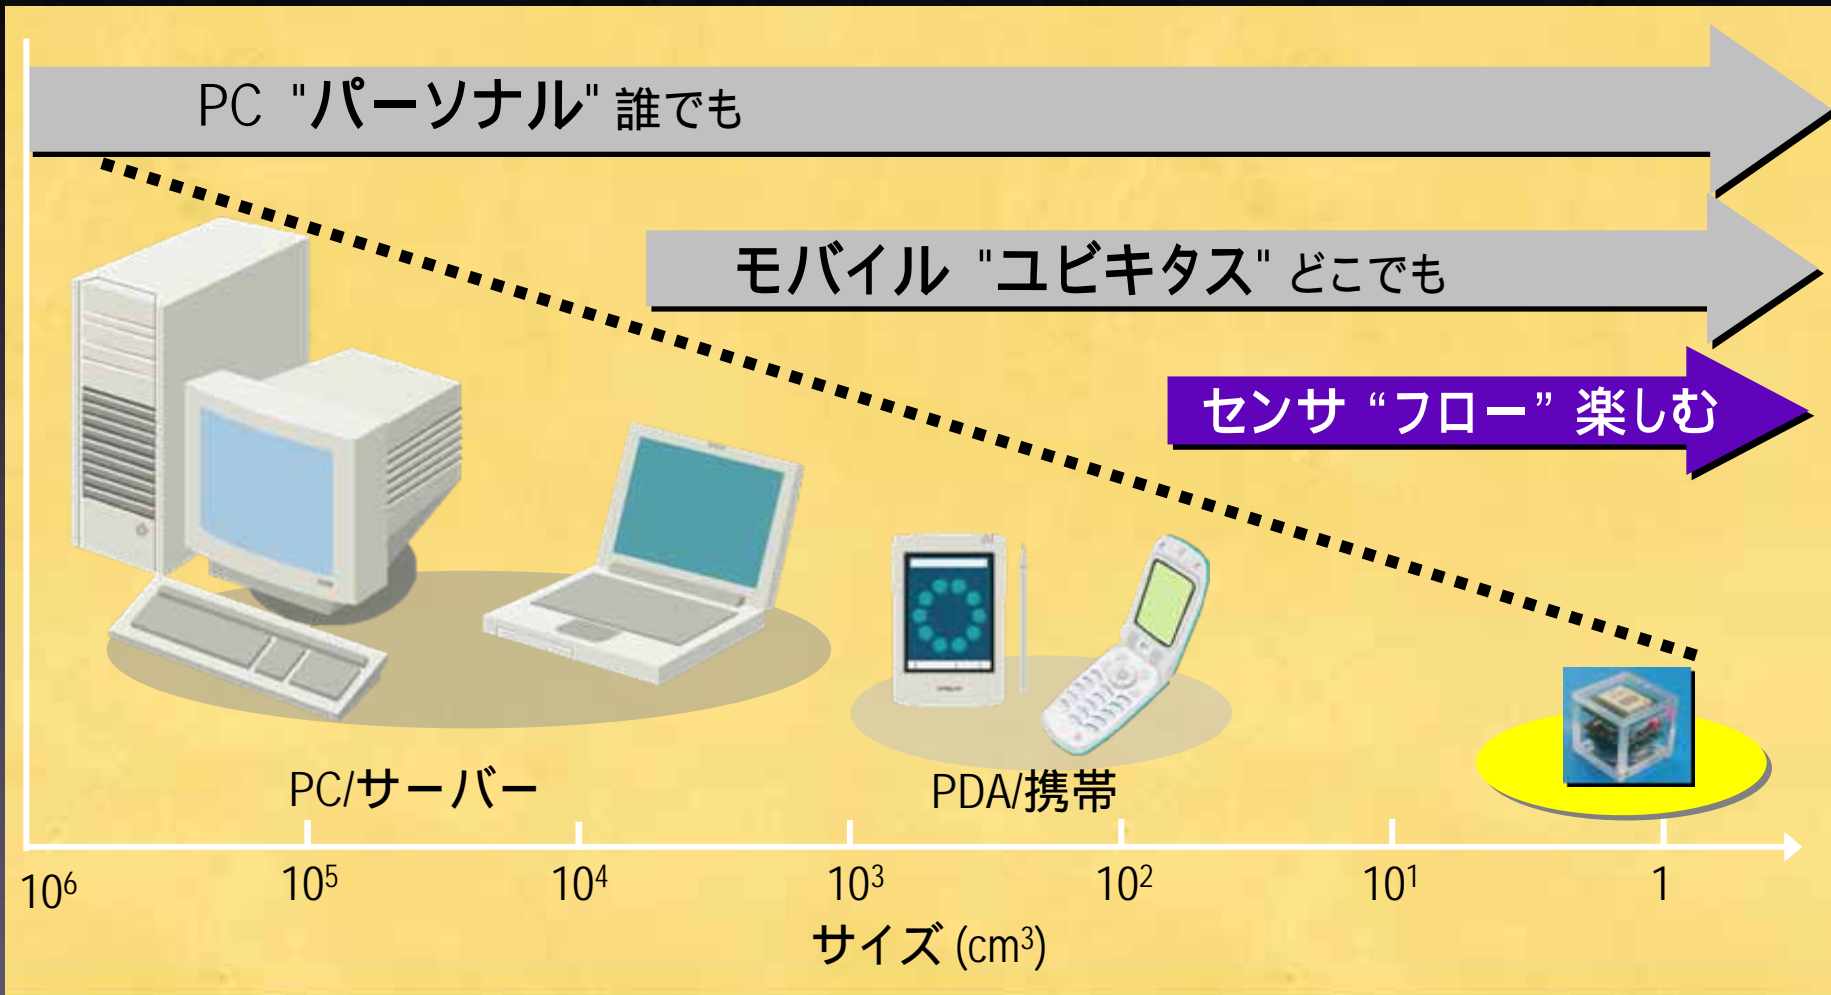 PC "パーソナル" 誰でも
モバイル "ユビキタス" どこでも
センサ “フロー” 楽しむ
PC/サーバー
PDA/携帯
10⁶ 10⁵ 10⁴ 10³ 10² 10¹ 1
サイズ (cm³)